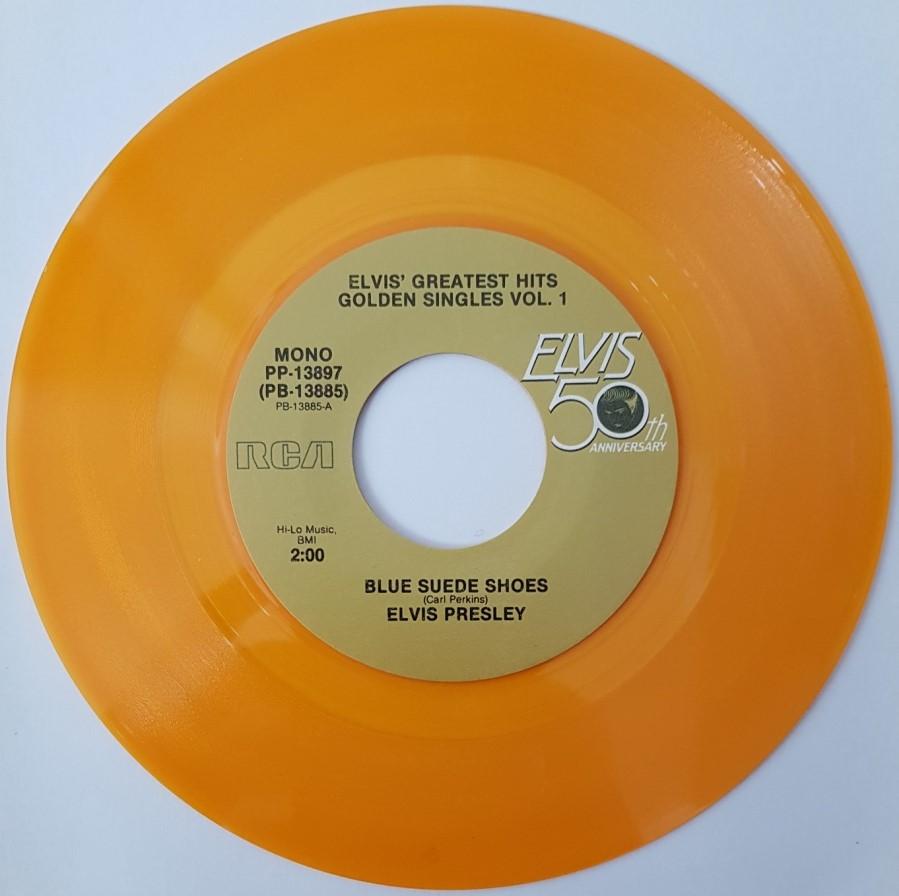 ELVIS' GREATEST HITS
GOLDEN SINGLES VOL. 1
MONO
PP-13897
(PB-13885)
PB-13885-A
RCA
ELVIS
50th
ANNIVERSARY
Hi-Lo Music,
BMI
2:00
BLUE SUEDE SHOES
(Carl Perkins)
ELVIS PRESLEY